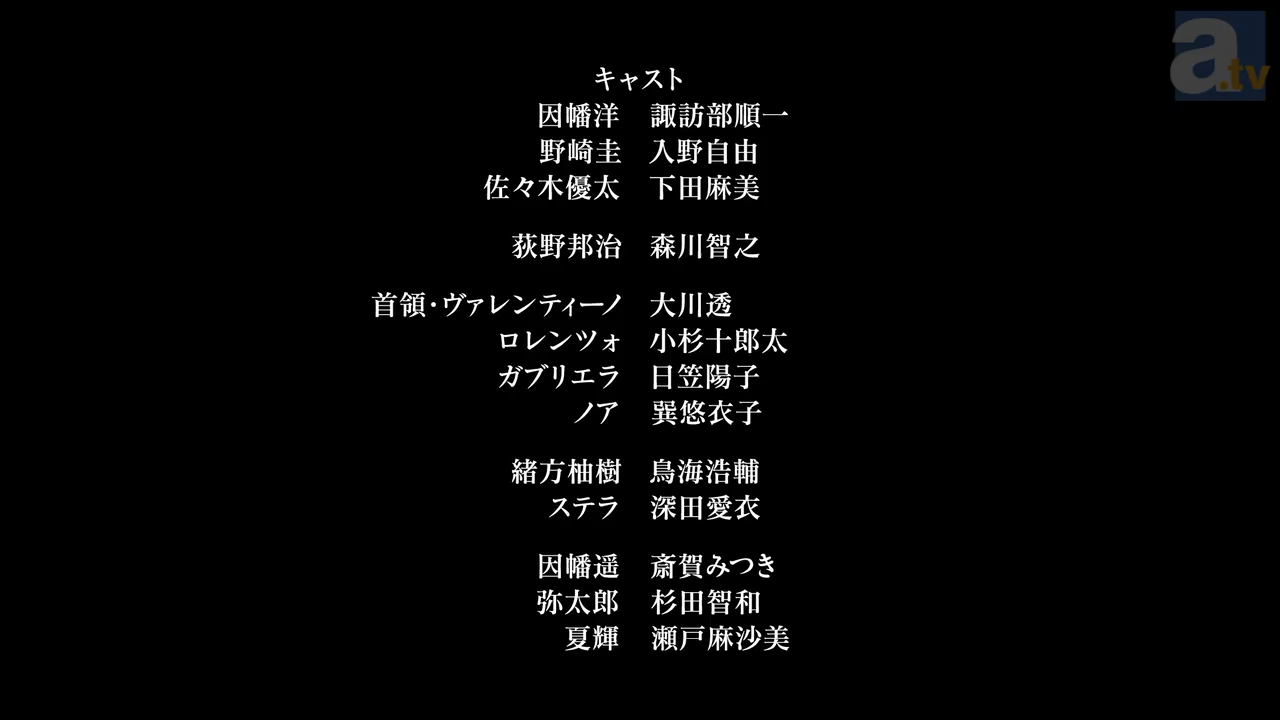 キャスト
因幡洋　諏訪部順一
野崎圭　入野自由
佐々木優太　下田麻美
荻野邦治　森川智之
首領・ヴァレンティーノ　大川透
ロレンツォ　小杉十郎太
ガブリエラ　日笠陽子
ノア　巽悠衣子
緒方柚樹　鳥海浩輔
ステラ　深田愛衣
因幡遥　斎賀みつき
弥太郎　杉田智和
夏輝　瀬戸麻沙美
a.tv